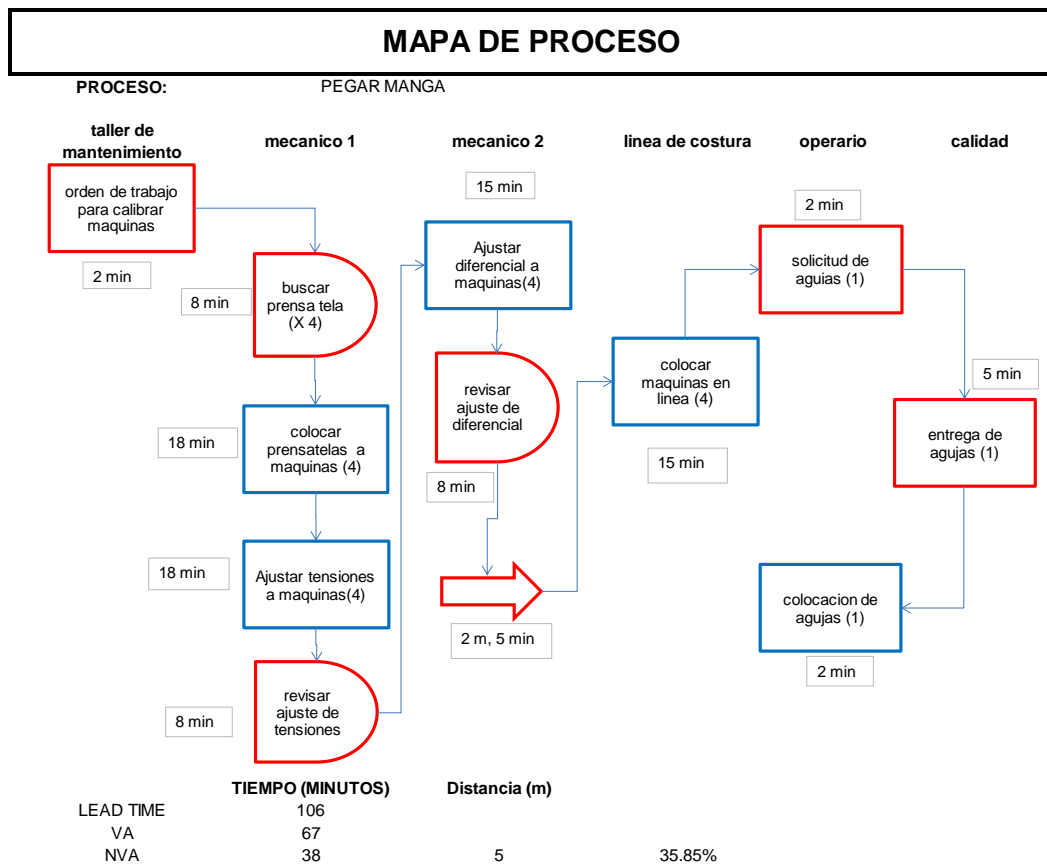 MAPA DE PROCESO
PROCESO: PEGAR MANGA
taller de
mantenimiento
mecanico 1
mecanico 2
linea de costura
operario
calidad
orden de trabajo
para calibrar
maquinas
2 min
8 min
buscar
prensa tela
(X 4)
18 min
colocar
prensatelas a
maquinas (4)
18 min
Ajustar tensiones
a maquinas(4)
8 min
revisar
ajuste de
tensiones
15 min
Ajustar
diferencial a
maquinas(4)
revisar
ajuste de
diferencial
8 min
2 m, 5 min
colocar
maquinas en
linea (4)
15 min
2 min
solicitud de
aguias (1)
5 min
entrega de
agujas (1)
colocacion de
agujas (1)
2 min
TIEMPO (MINUTOS) Distancia (m)
LEAD TIME 106
VA 67
NVA 38 5 35.85%